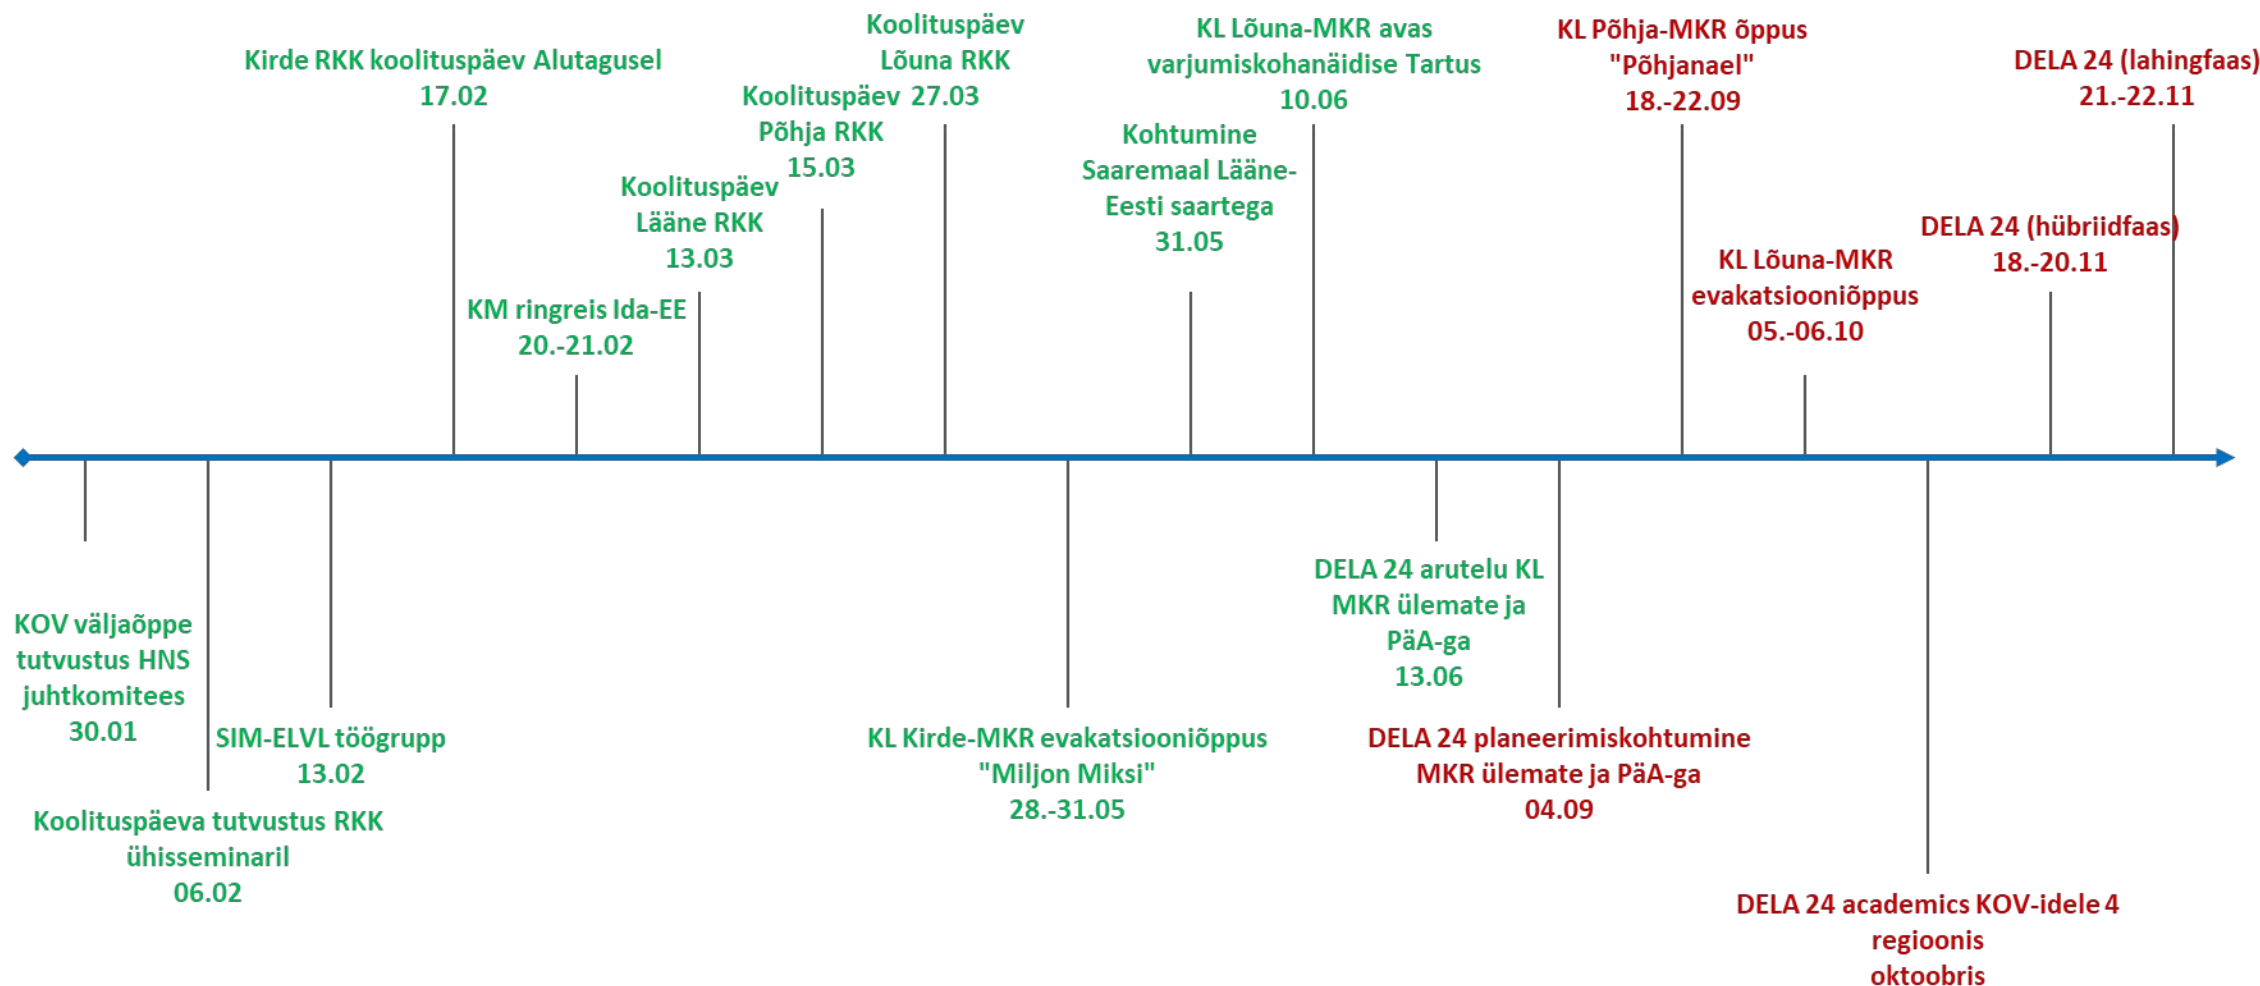 Kirde RKK koolituspäev Alutagusel
17.02
KM ringreis Ida-EE
20.-21.02
Koolituspäev
Lääne RKK
13.03
Koolituspäev
Põhja RKK
15.03
Koolituspäev
Lõuna RKK
27.03
Kohtumine
Saaremaal Lääne-
Eesti saartega
31.05
KL Lõuna-MKR avas
varjumiskohanäidise Tartus
10.06
KL Põhja-MKR õppus
"Põhjanael"
18.-22.09
KL Lõuna-MKR
evakatsiooniõppus
05.-06.10
DELA 24 (hübriidfaas)
18.-20.11
DELA 24 (lahingfaas)
21.-22.11
KOV väljaõppe
tutvustus HNS
juhtkomitees
30.01
Koolituspäeva tutvustus RKK
ühisseminaril
06.02
SIM-ELVL töögrupp
13.02
KL Kirde-MKR evakatsiooniõppus
"Miljon Miksi"
28.-31.05
DELA 24 arutelu KL
MKR ülemate ja
PäA-ga
13.06
DELA 24 planeerimiskohtumine
MKR ülemate ja PäA-ga
04.09
DELA 24 academics KOV-idele 4
regioonis
oktoobris